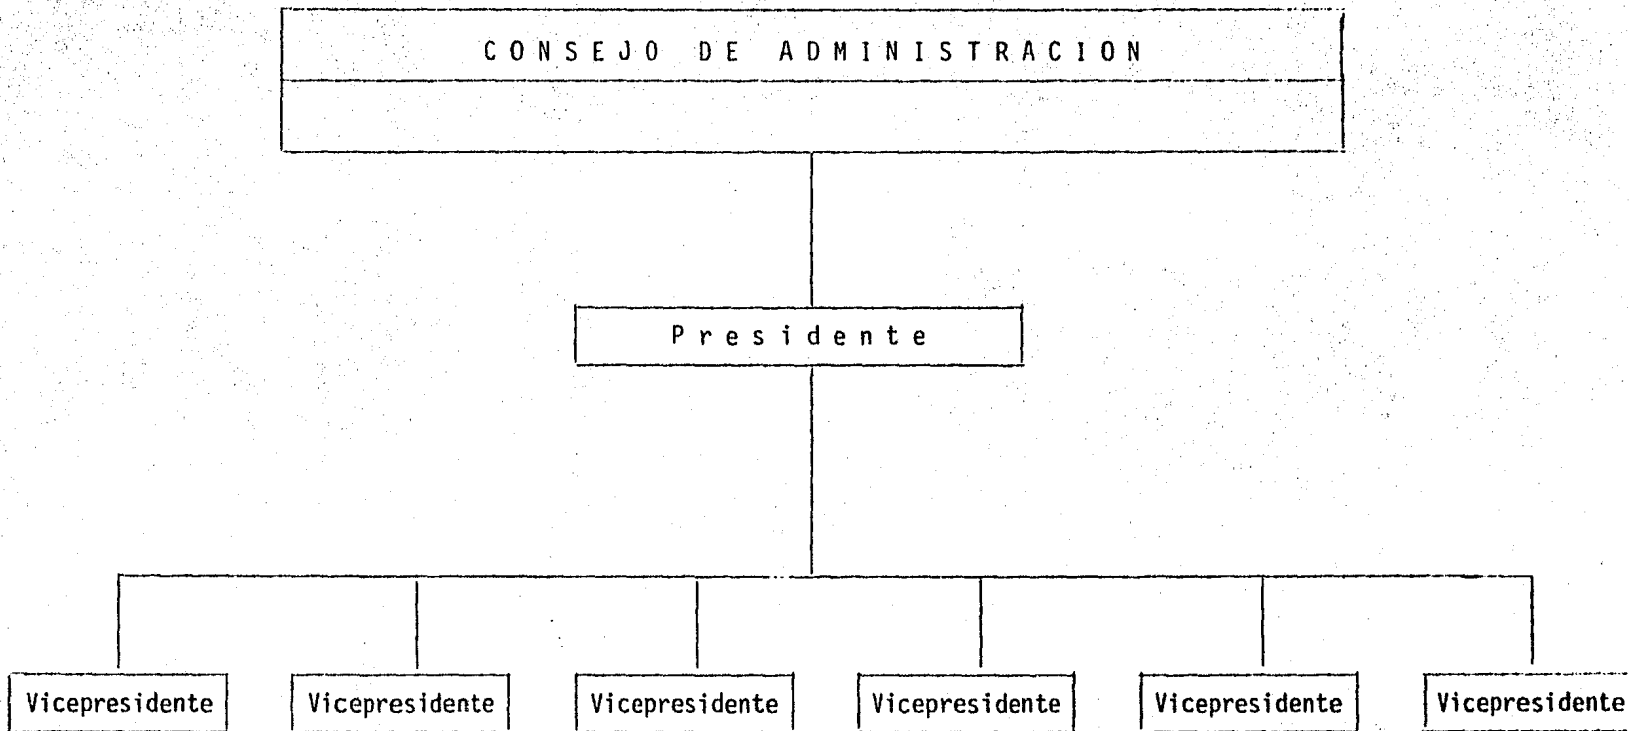 CONSEJO DE ADMINISTRACION
Presidente
Vicepresidente Vicepresidente Vicepresidente Vicepresidente Vicepresidente Vicepresidente